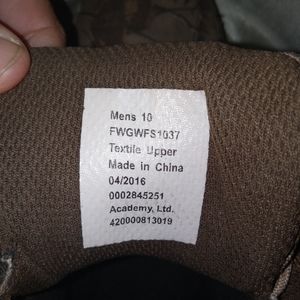 Mens 10
FWGWFS1037
Textile Upper
Made in China
04/2016
0002845251
Academy, Ltd.
420000813019